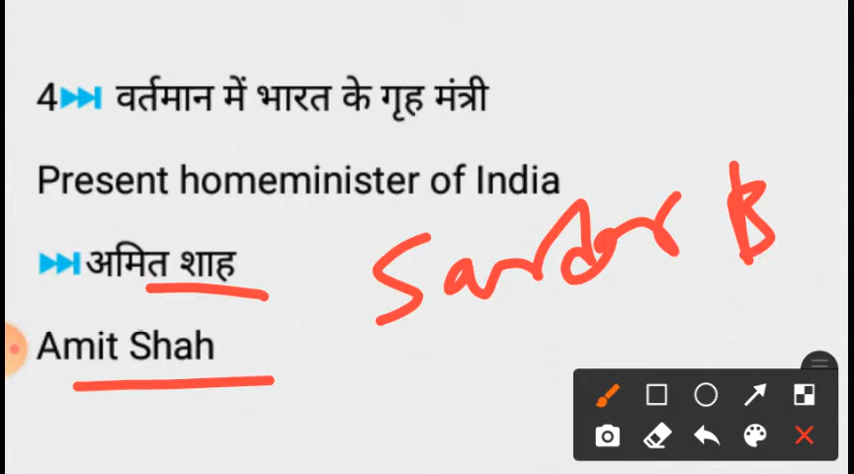 4⏭ वर्तमान में भारत के गृह मंत्री
Present homeminister of India
⏭अमित शाह
Amit Shah
Sardar B